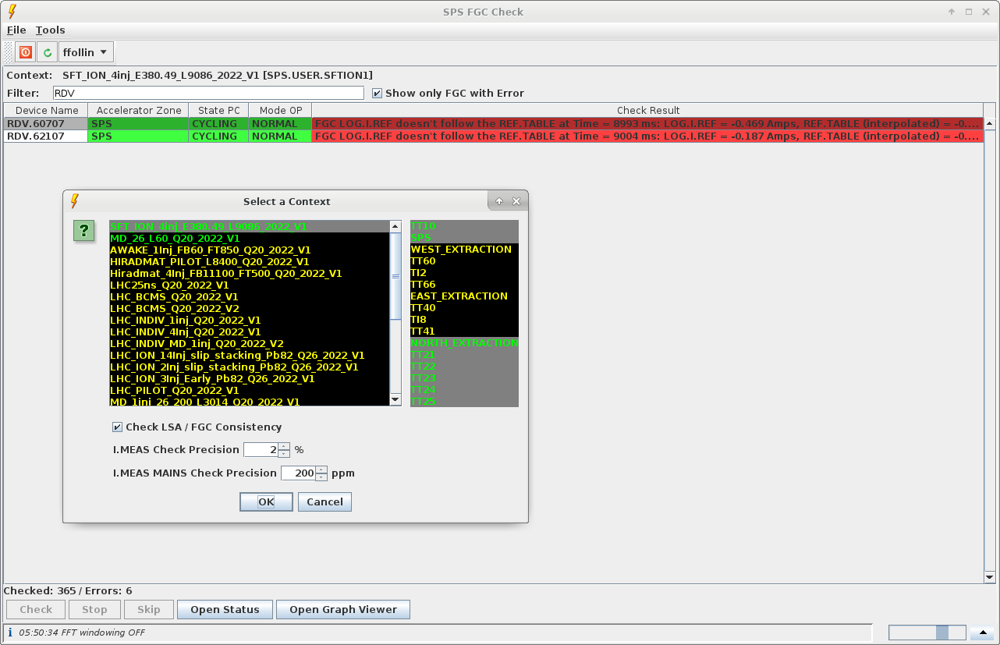 SPS FGC Check
File Tools
ffollin
Context: SFT_ION_4inj_E380.49_L9086_2022_V1 [SPS.USER.SFTION1]
Filter: RDV Show only FGC with Error
Device Name Accelerator Zone State PC Mode OP Check Result
RDV.60707 SPS CYCLING NORMAL FGC LOG.I.REF doesn't follow the REF.TABLE at Time = 8993 ms: LOG.I.REF = -0.469 Amps, REF.TABLE (interpolated) = -0....
RDV.62107 SPS CYCLING NORMAL FGC LOG.I.REF doesn't follow the REF.TABLE at Time = 9004 ms: LOG.I.REF = -0.187 Amps, REF.TABLE (interpolated) = -0....
Select a Context
?
SFT_ION_4inj_E380.49_L9086_2022_V1
MD_26_L60_Q20_2022_V1
AWAKE_1Inj_FB60_FT850_Q20_2022_V1
HIRADMAT_PILOT_L8400_Q20_2022_V1
Hiradmat_4Inj_FB11100_FT500_Q20_2022_V1
LHC25ns_Q20_2022_V1
LHC_BCMS_Q20_2022_V1
LHC_BCMS_Q20_2022_V2
LHC_INDIV_1inj_Q20_2022_V1
LHC_INDIV_4Inj_Q20_2022_V1
LHC_INDIV_MD_1inj_Q20_2022_V2
LHC_ION_14Inj_slip_stacking_Pb82_Q26_2022_V1
LHC_ION_2Inj_slip_stacking_Pb82_Q26_2022_V1
LHC_ION_3Inj_Early_Pb82_Q26_2022_V1
LHC_PILOT_Q20_2022_V1
MD_1inj_26_200_L3014_Q20_2022_V1
TT10
SPS
WEST_EXTRACTION
TT60
TI2
TT66
EAST_EXTRACTION
TT40
TI8
TT41
NORTH_EXTRACTION
TT21
TT22
TT23
TT24
TT25
Check LSA / FGC Consistency
I.MEAS Check Precision 2 %
I.MEAS MAINS Check Precision 200 ppm
OK Cancel
Checked: 365 / Errors: 6
Check Stop Skip Open Status Open Graph Viewer
i 05:50:34 FFT windowing OFF